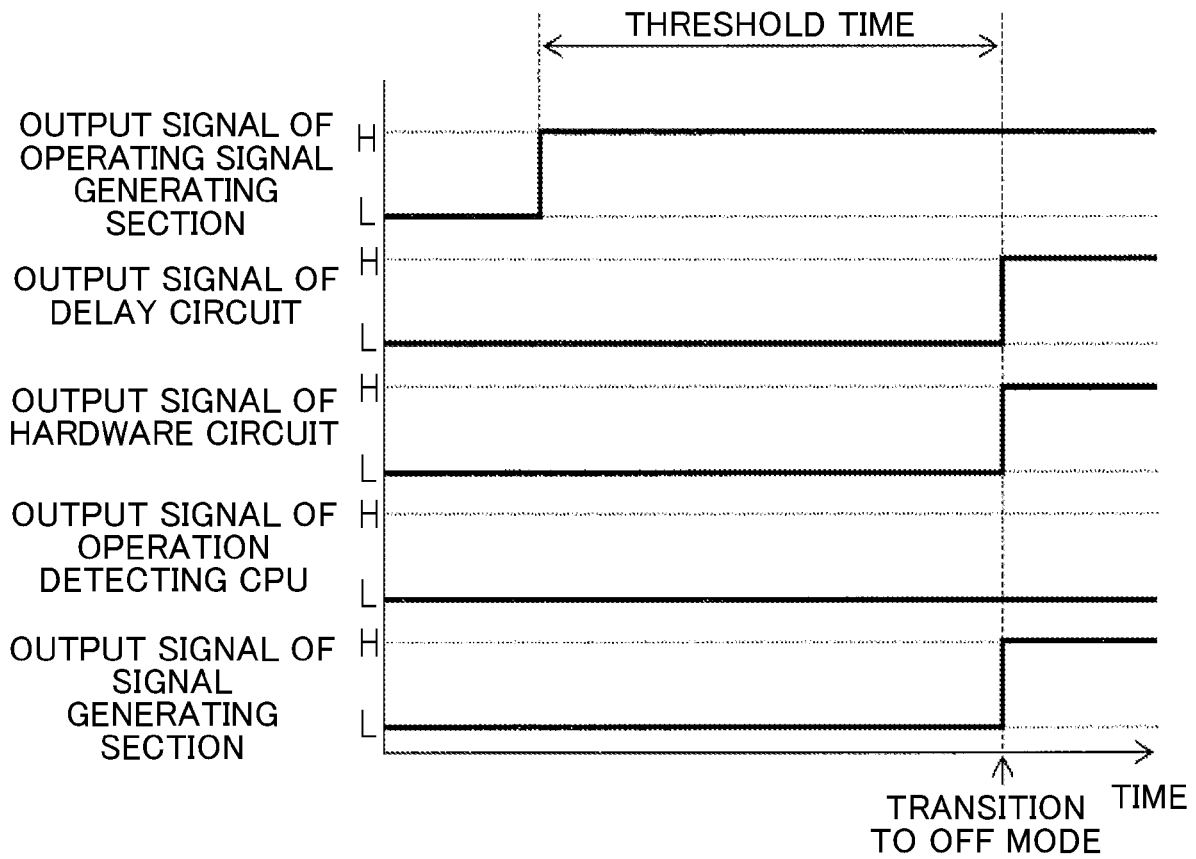 THRESHOLD TIME
OUTPUT SIGNAL OF
OPERATING SIGNAL
GENERATING
SECTION
H
L
OUTPUT SIGNAL OF
DELAY CIRCUIT
H
L
OUTPUT SIGNAL OF
HARDWARE CIRCUIT
H
L
OUTPUT SIGNAL OF
OPERATION
DETECTING CPU
H
L
OUTPUT SIGNAL OF
SIGNAL
GENERATING
SECTION
H
L
TIME
TRANSITION
TO OFF MODE